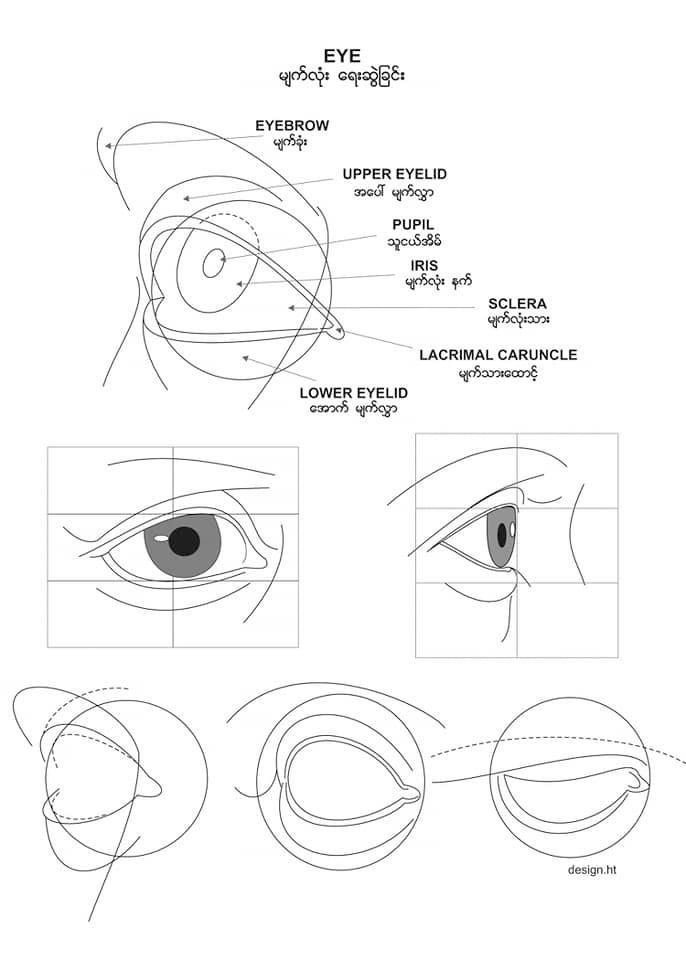 EYE
မျက်လုံး ရေးဆွဲခြင်း
EYEBROW
မျက်ခုံး
UPPER EYELID
အပေါ် မျက်လွှာ
PUPIL
သူငယ်အိမ်
IRIS
မျက်လုံး နက်
SCLERA
မျက်လုံးသား
LACRIMAL CARUNCLE
မျက်သားထောင့်
LOWER EYELID
အောက် မျက်လွှာ
design.ht